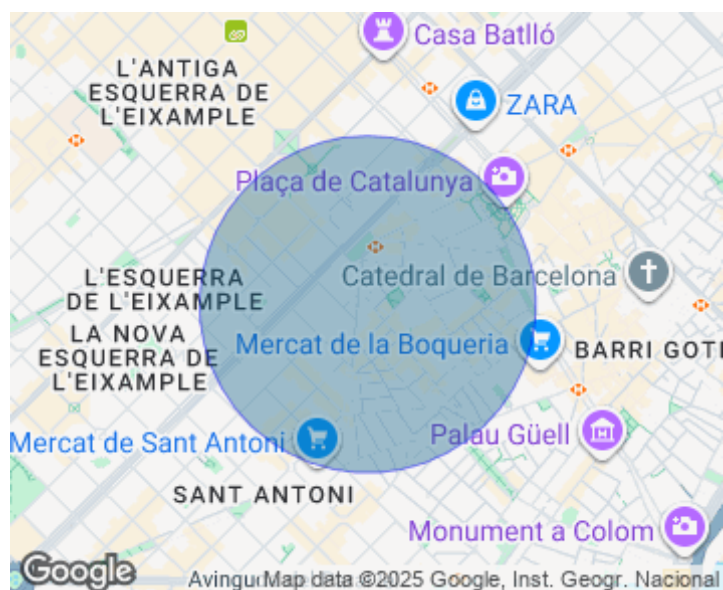 Casa Batlló
L'ANTIGA
ESQUERRA DE
L'EIXAMPLE
ZARA
Plaça de Catalunya
L'ESQUERRA
DE L'EIXAMPLE
Catedral de Barcelona
LA NOVA
ESQUERRA DE
L'EIXAMPLE
Mercat de la Boqueria
BARRI GOTI
Mercat de Sant Antoni
Palau Güell
SANT ANTONI
Monument a Colom
Google
Avingu
Map data ©2025 Google, Inst. Geogr. Nacional